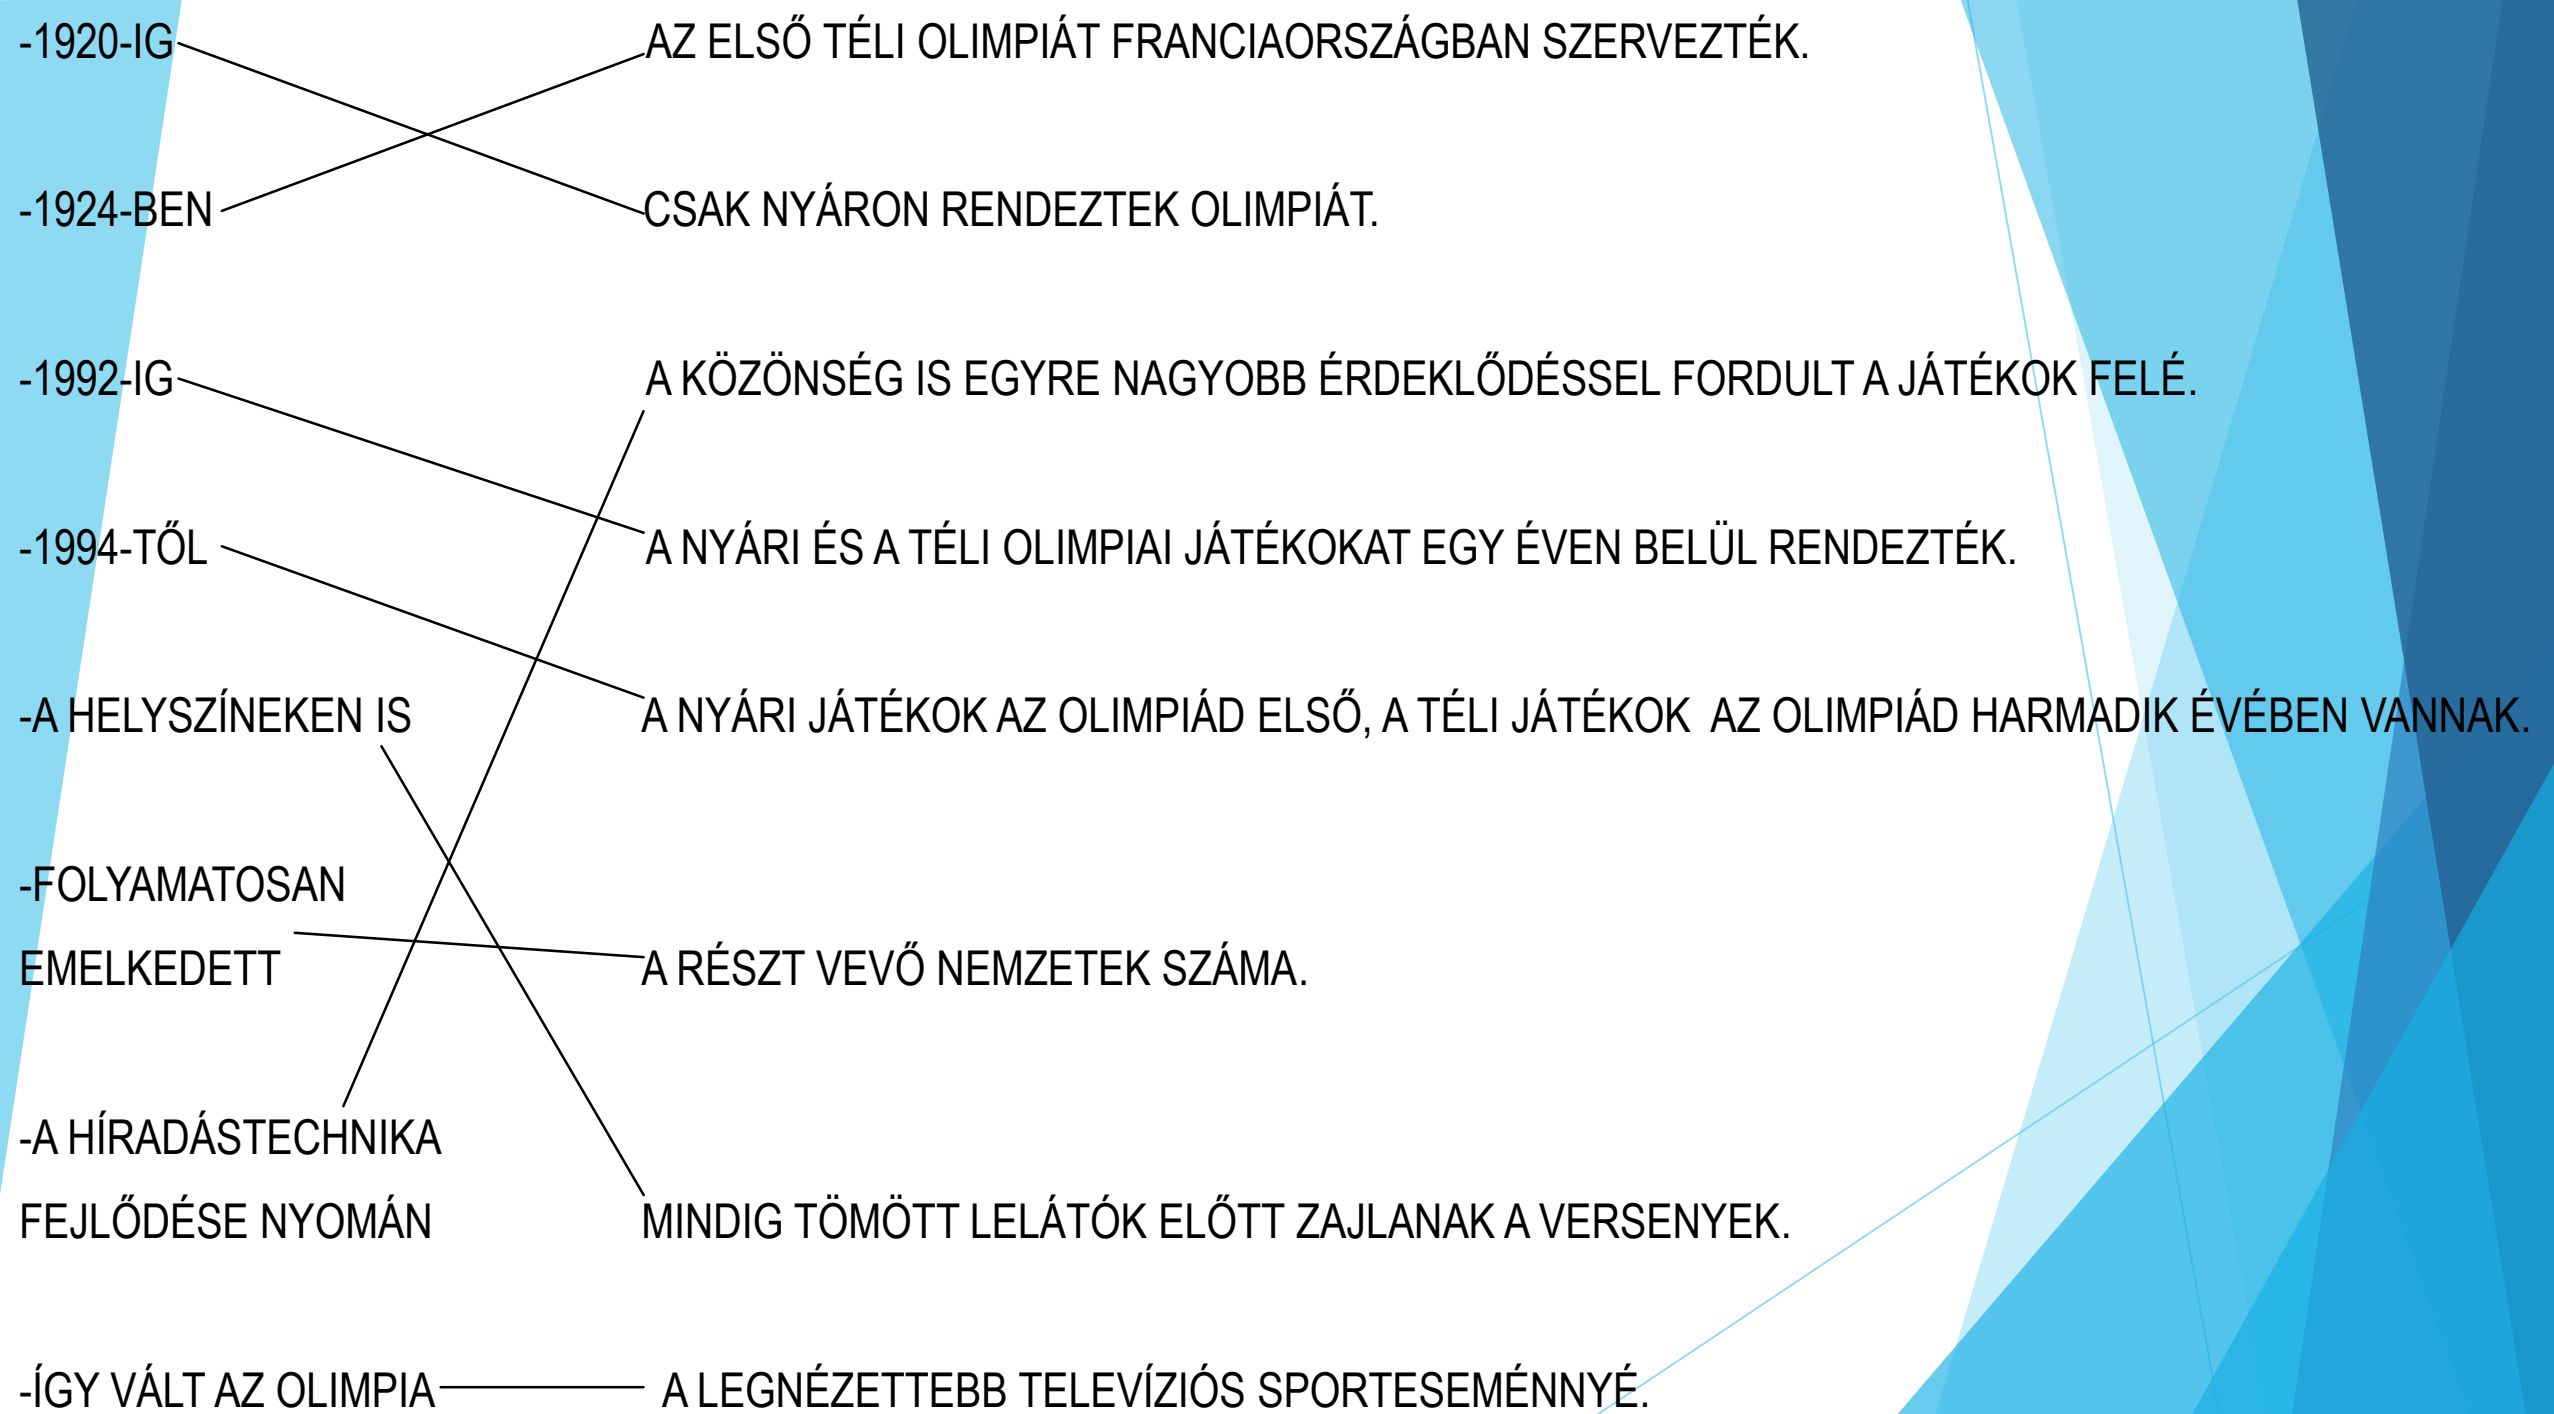 -1920-IG AZ ELSŐ TÉLI OLIMPIÁT FRANCIAORSZÁGBAN SZERVEZTÉK.
-1924-BEN CSAK NYÁRON RENDEZTEK OLIMPIÁT.
-1992-IG A KÖZÖNSÉG IS EGYRE NAGYOBB ÉRDEKLŐDÉSSEL FORDULT A JÁTÉKOK FELÉ.
-1994-TŐL A NYÁRI ÉS A TÉLI OLIMPIAI JÁTÉKOKAT EGY ÉVEN BELÜL RENDEZTÉK.
-A HELYSZÍNEKEN IS A NYÁRI JÁTÉKOK AZ OLIMPIÁD ELSŐ, A TÉLI JÁTÉKOK AZ OLIMPIÁD HARMADIK ÉVÉBEN VANNAK.
-FOLYAMATOSAN
EMELKEDETT A RÉSZT VEVŐ NEMZETEK SZÁMA.
-A HÍRADÁSTECHNIKA
FEJLŐDÉSE NYOMÁN MINDIG TÖMÖTT LELÁTÓK ELŐTT ZAJLANAK A VERSENYEK.
-ÍGY VÁLT AZ OLIMPIA A LEGNÉZETTEBB TELEVÍZIÓS SPORTESEMÉNNYÉ.